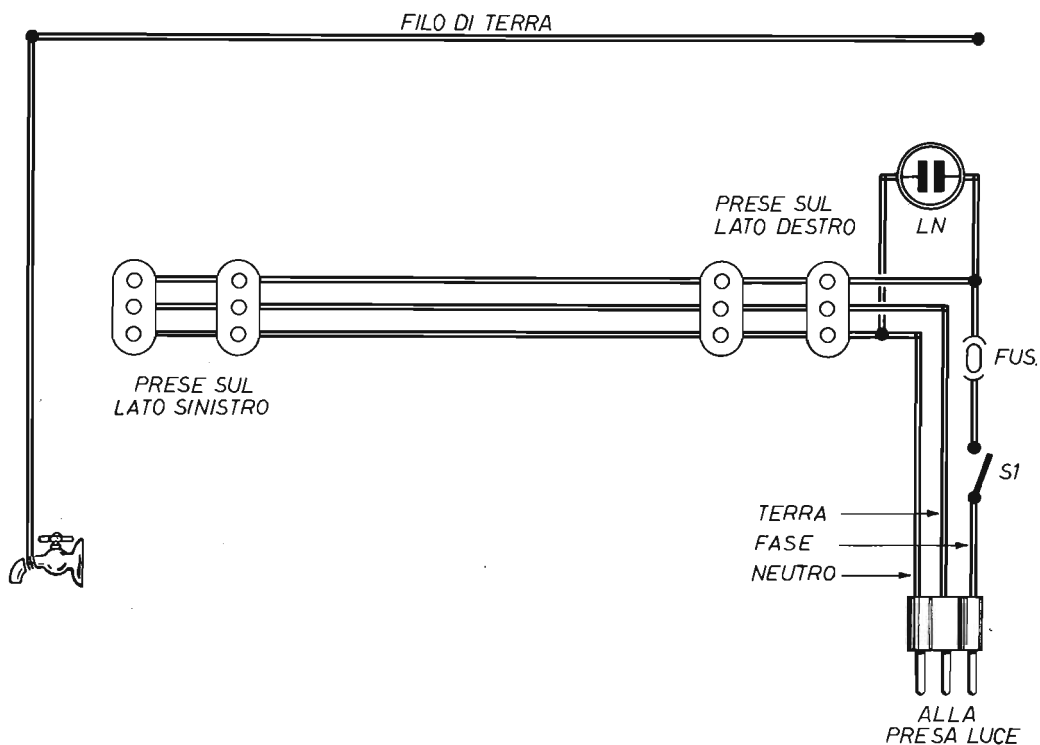 FILO DI TERRA
PRESE SUL
LATO DESTRO
LN
FUS.
PRESE SUL
LATO SINISTRO
S1
TERRA
FASE
NEUTRO
ALLA
PRESA LUCE